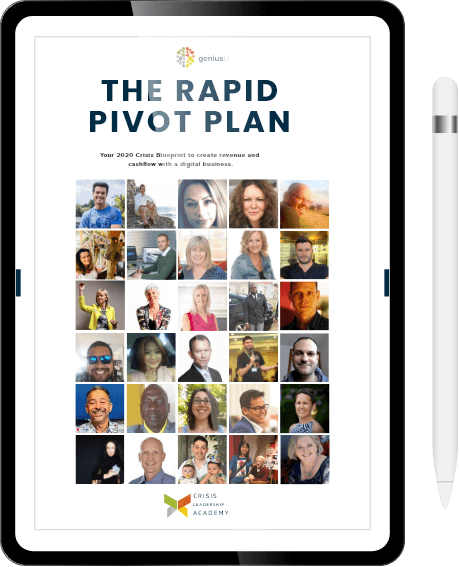 geniusU
THE RAPID
PIVOT PLAN
Your 2020 Crisis Blueprint to create revenue and
cashflow with a digital business.
CRISIS
LEADERSHIP
ACADEMY